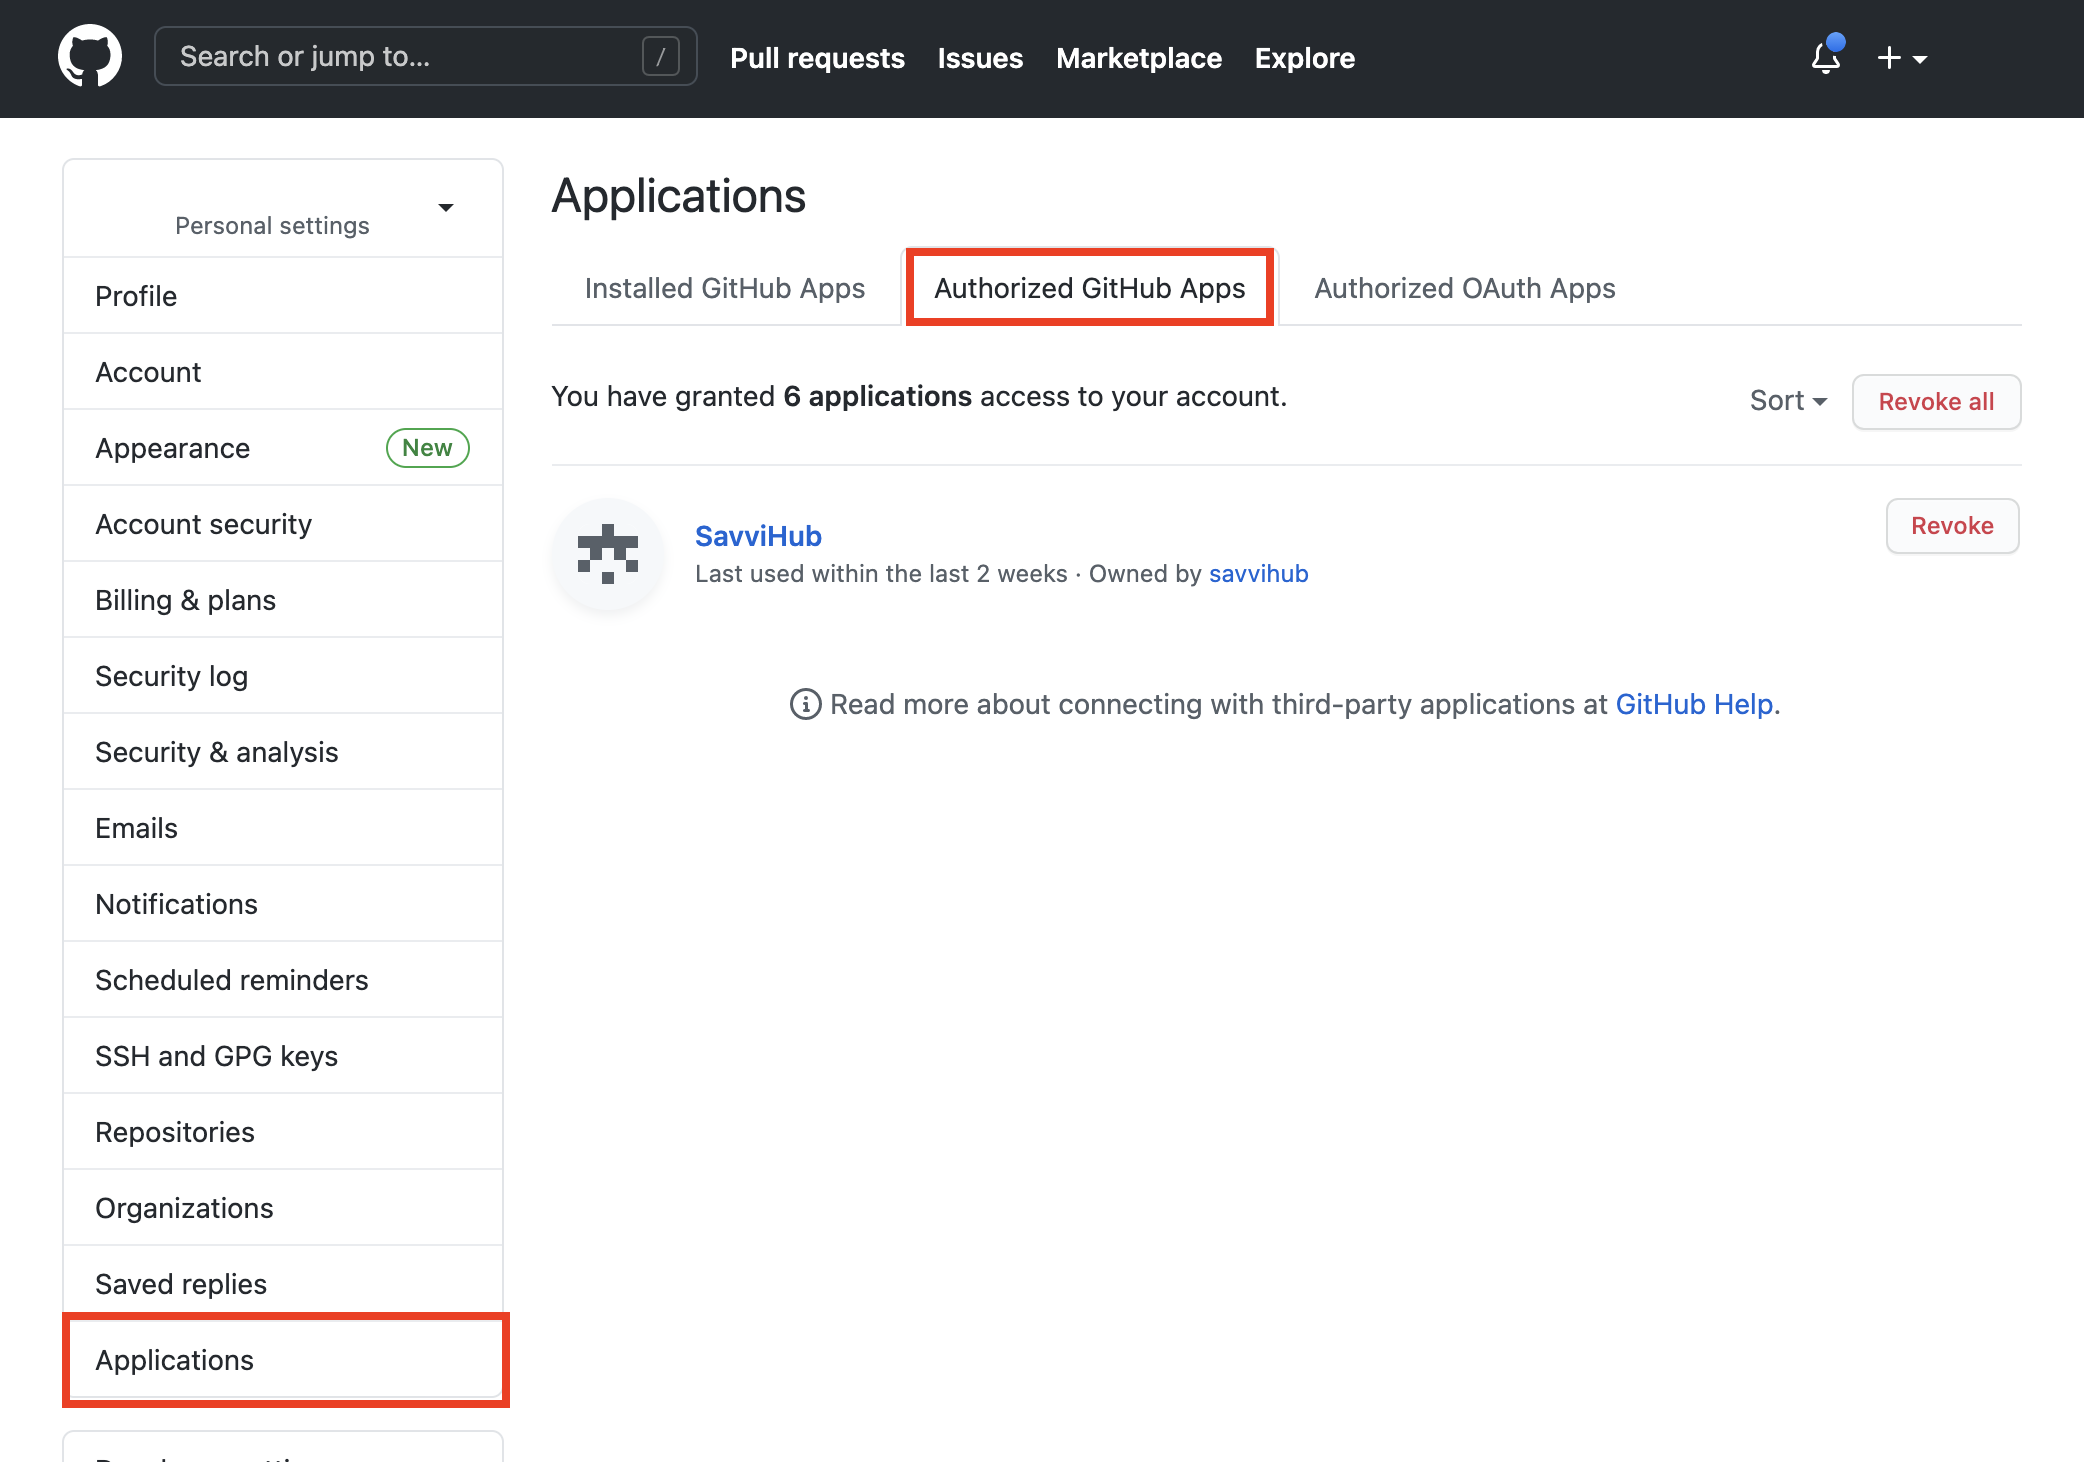 Search or jump to... /
Pull requests Issues Marketplace Explore
Personal settings
Profile
Account
Appearance New
Account security
Billing & plans
Security log
Security & analysis
Emails
Notifications
Scheduled reminders
SSH and GPG keys
Repositories
Organizations
Saved replies
Applications
Applications
Installed GitHub Apps Authorized GitHub Apps Authorized OAuth Apps
You have granted 6 applications access to your account.
Sort Revoke all
SavviHub
Revoke
Last used within the last 2 weeks · Owned by savvihub
Read more about connecting with third-party applications at GitHub Help.